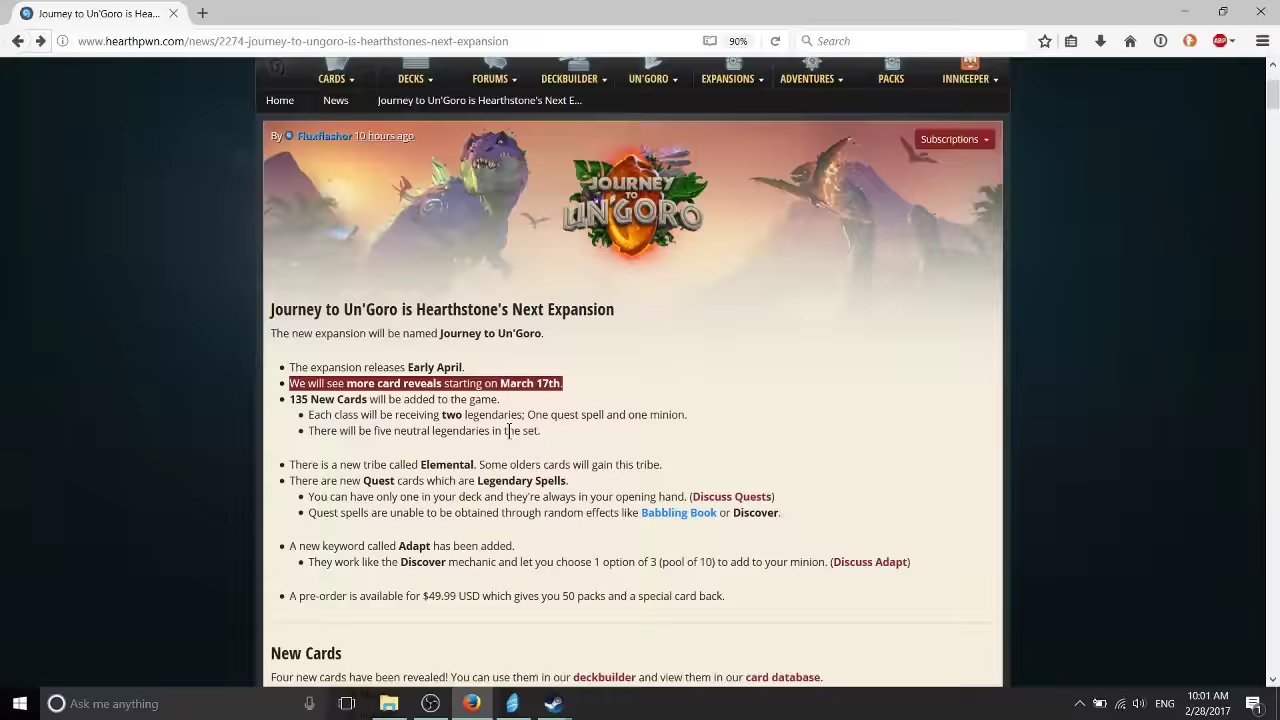 Journey to Un'Goro is Hea...
www.hearthpwn.com/news/2274-journey-to-ungoro-is-hearthstones-next-expansion
90%
Search
ABP
CARDS
DECKS
FORUMS
DECKBUILDER
UN'GORO
EXPANSIONS
ADVENTURES
PACKS
INNKEEPER
Home
News
Journey to Un'Goro is Hearthstone's Next E...
By Fluxflashor 10 hours ago
Subscriptions
JOURNEY
TO
UN'GORO
Journey to Un'Goro is Hearthstone's Next Expansion
The new expansion will be named Journey to Un'Goro.
The expansion releases Early April.
We will see more card reveals starting on March 17th.
135 New Cards will be added to the game.
Each class will be receiving two legendaries; One quest spell and one minion.
There will be five neutral legendaries in the set.
There is a new tribe called Elemental. Some olders cards will gain this tribe.
There are new Quest cards which are Legendary Spells.
You can have only one in your deck and they're always in your opening hand. (Discuss Quests)
Quest spells are unable to be obtained through random effects like Babbling Book or Discover.
A new keyword called Adapt has been added.
They work like the Discover mechanic and let you choose 1 option of 3 (pool of 10) to add to your minion. (Discuss Adapt)
A pre-order is available for $49.99 USD which gives you 50 packs and a special card back.
New Cards
Four new cards have been revealed! You can use them in our deckbuilder and view them in our card database.
Ask me anything
ENG
10:01 AM
2/28/2017